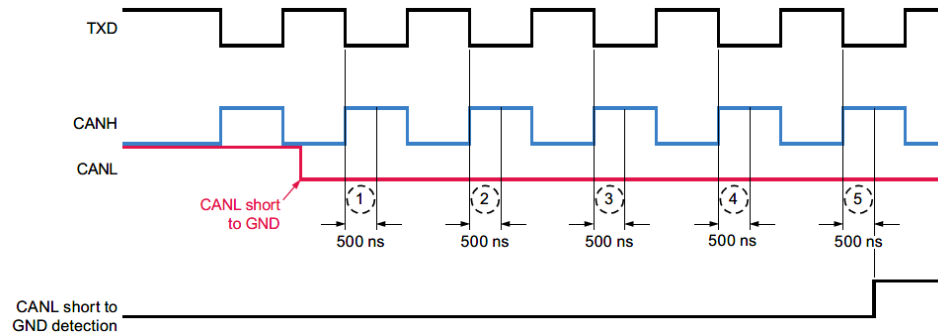 TXD
CANH
CANL
CANL short
to GND
1 2 3 4 5
500 ns 500 ns 500 ns 500 ns 500 ns
CANL short to
GND detection